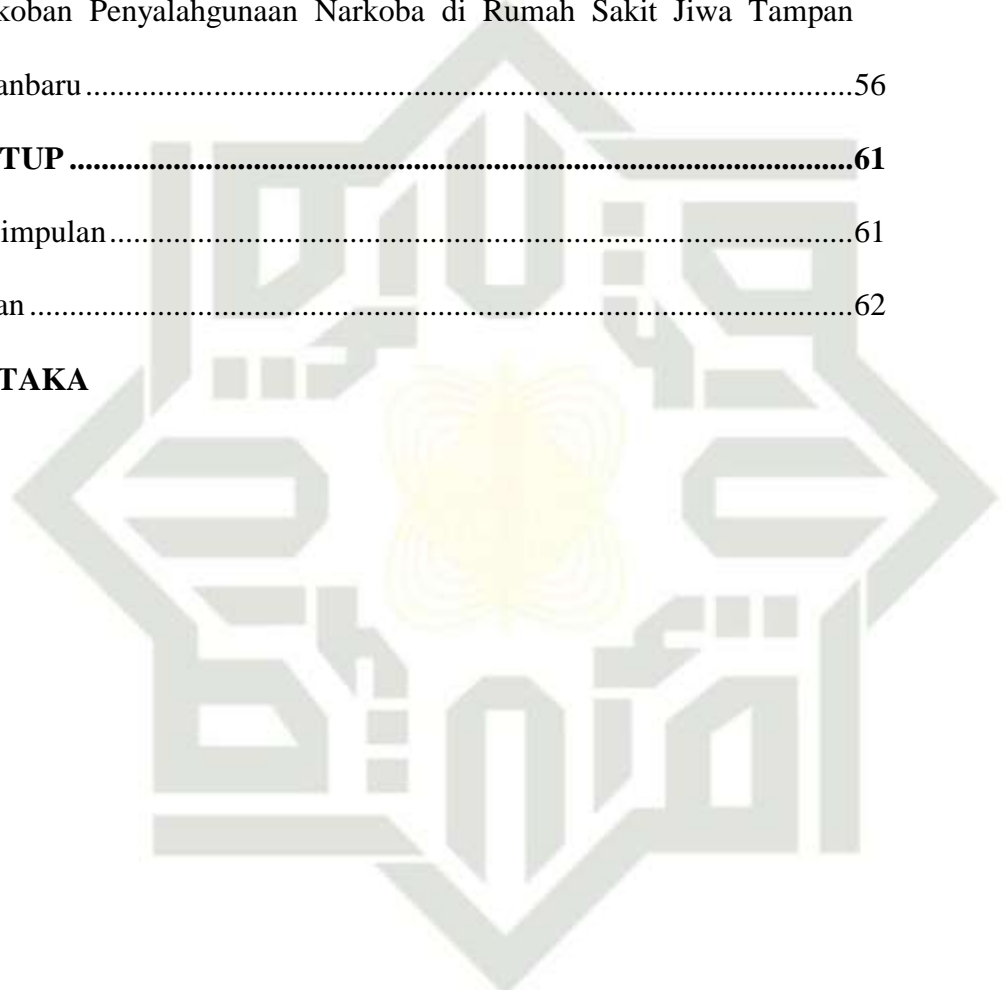 koban Penyalahgunaan Narkoba di Rumah Sakit Jiwa Tampan
anbaru.......................................................................................................56
TUP.........................................................................................................61
impulan....................................................................................................61
an..............................................................................................................62
TAKA